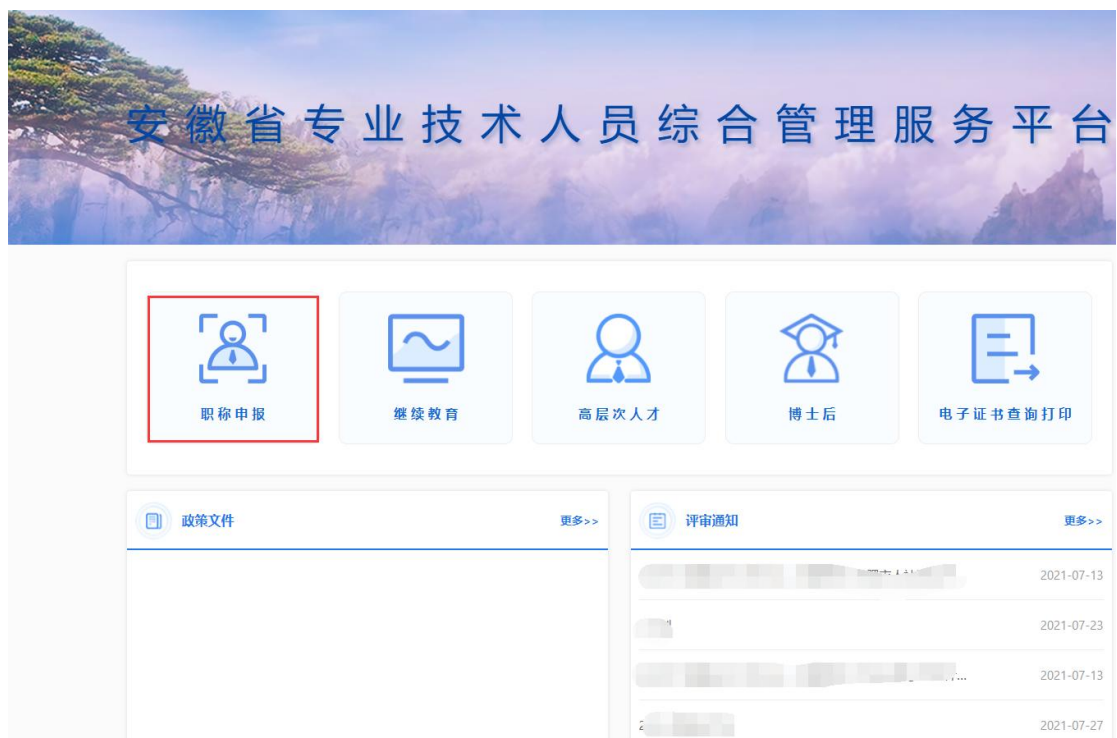 安徽省专业技术人员综合管理服务平台
职称申报
继续教育
高层次人才
博士后
电子证书查询打印
政策文件
更多>>
评审通知
更多>>
2021-07-13
2021-07-23
2021-07-13
2021-07-27